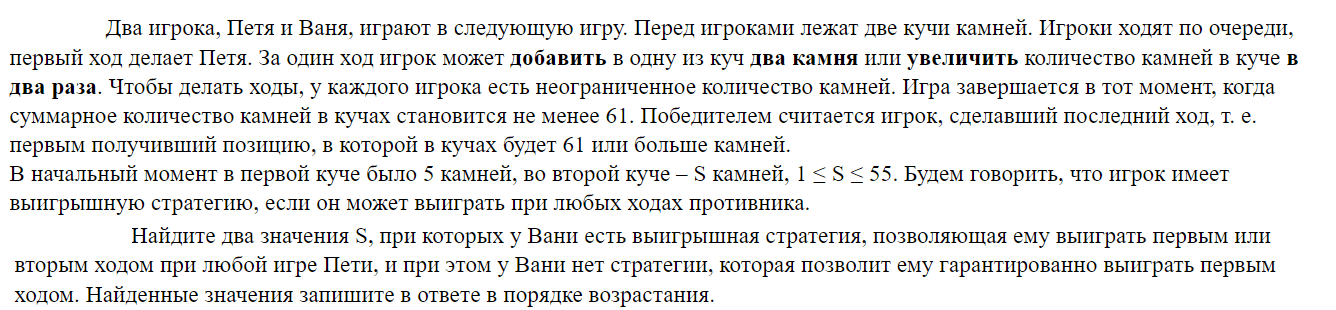 Два игрока, Петя и Ваня, играют в следующую игру. Перед игроками лежат две кучи камней. Игроки ходят по очереди,
первый ход делает Петя. За один ход игрок может добавить в одну из куч два камня или увеличить количество камней в куче в
два раза. Чтобы делать ходы, у каждого игрока есть неограниченное количество камней. Игра завершается в тот момент, когда
суммарное количество камней в кучах становится не менее 61. Победителем считается игрок, сделавший последний ход, т. е.
первым получивший позицию, в которой в кучах будет 61 или больше камней.
В начальный момент в первой куче было 5 камней, во второй куче – S камней, 1 ≤ S ≤ 55. Будем говорить, что игрок имеет
выигрышную стратегию, если он может выиграть при любых ходах противника.
Найдите два значения S, при которых у Вани есть выигрышная стратегия, позволяющая ему выиграть первым или
вторым ходом при любой игре Пети, и при этом у Вани нет стратегии, которая позволит ему гарантированно выиграть первым
ходом. Найденные значения запишите в ответе в порядке возрастания.